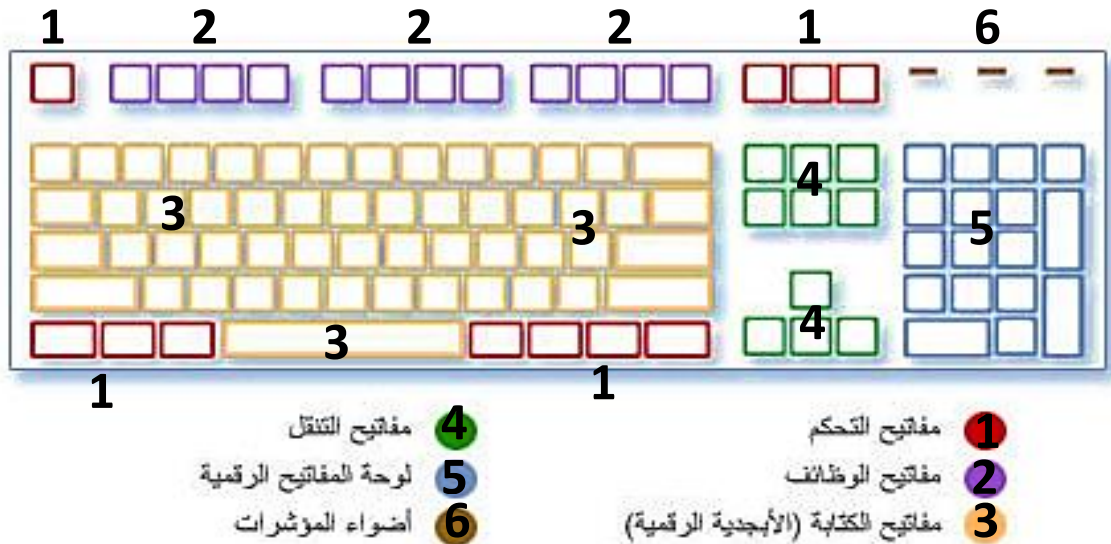 1 2 2 2 1 6
4
3 3 5
4
3
1 1
1 مفاتيح التحكم
2 مفاتيح الوظائف
3 مفاتيح الكتابة (الأبجدية الرقمية)
4 مفاتيح التنقل
5 لوحة المفاتيح الرقمية
6 أضواء المؤشرات